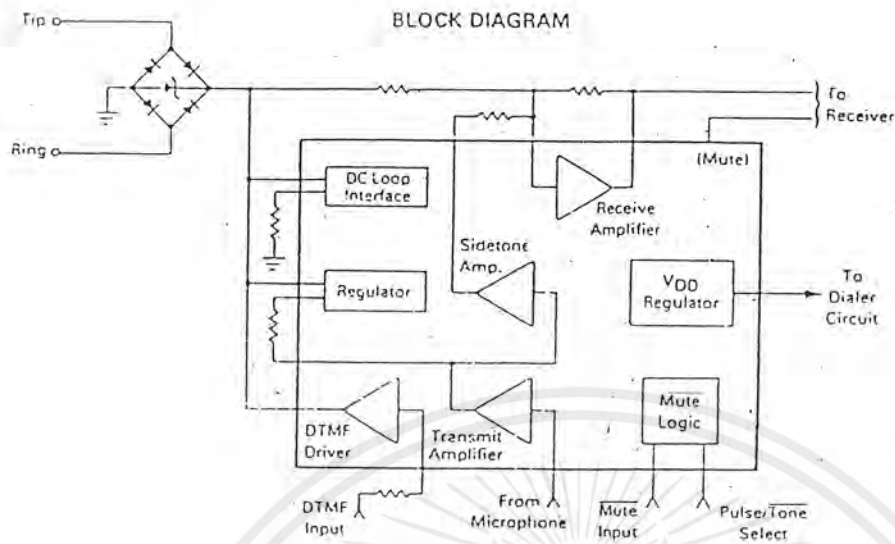 BLOCK DIAGRAM
Tip
Ring
To
Receiver
(Mute)
DC Loop
Interface
Receive
Amplifier
Sidetone
Amp.
Regulator
VDD
Regulator
To
Dialer
Circuit
DTMF
Driver
Transmit
Amplifier
Mute
Logic
DTMF
Input
From
Microphone
Mute
Input
Pulse/Tone
Select